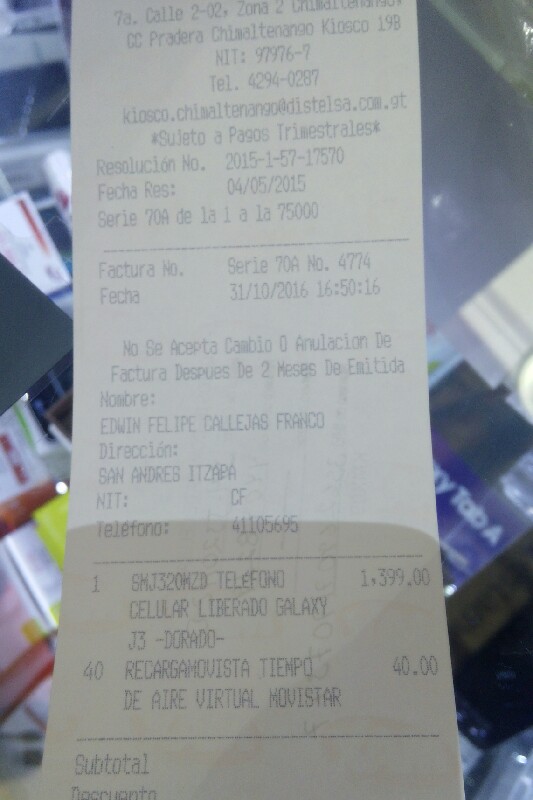 7a. Calle 2-02, Zona 2 Chimaltenango,
CC Pradera Chimaltenango Kiosco 19B
NIT: 97976-7
Tel. 4294-0287
kiosco.chimaltenango@distelsa.com.gt
*Sujeto a Pagos Trimestrales*
Resolución No. 2015-1-57-17570
Fecha Res: 04/05/2015
Serie 70A de la 1 a la 75000
Factura No. Serie 70A No. 4774
Fecha 31/10/2016 16:50:16
No Se Acepta Cambio O Anulacion De
Factura Despues De 2 Meses De Emitida
Nombre:
EDWIN FELIPE CALLEJAS FRANCO
Dirección:
SAN ANDRES ITZAPA
NIT: CF
Teléfono: 41105695
1 SMJ320MZD TELEFONO 1,399.00
CELULAR LIBERADO GALAXY
J3 -DORADO-
40 RECARGAMOVISTA TIEMPO 40.00
DE AIRE VIRTUAL MOVISTAR
Subtotal
Descuento
Tab A